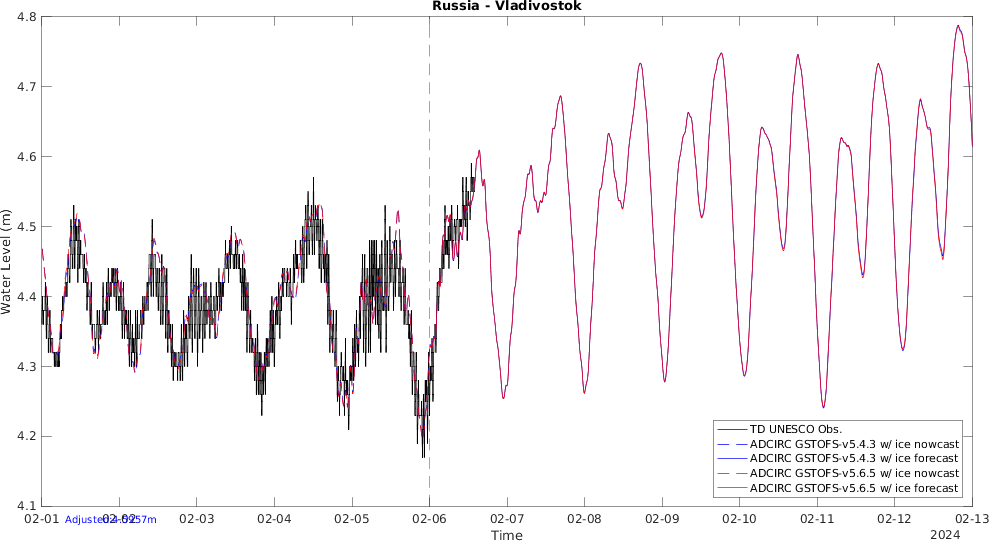 Russia - Vladivostok
Water Level (m)
4.8
4.7
4.6
4.5
4.4
4.3
4.2
4.1
TD UNESCO Obs.
ADCIRC GSTOFS-v5.4.3 w/ ice nowcast
ADCIRC GSTOFS-v5.4.3 w/ ice forecast
ADCIRC GSTOFS-v5.6.5 w/ ice nowcast
ADCIRC GSTOFS-v5.6.5 w/ ice forecast
02-01 02-02 02-03 02-04 02-05 02-06 02-07 02-08 02-09 02-10 02-11 02-12 02-13
Time
2024